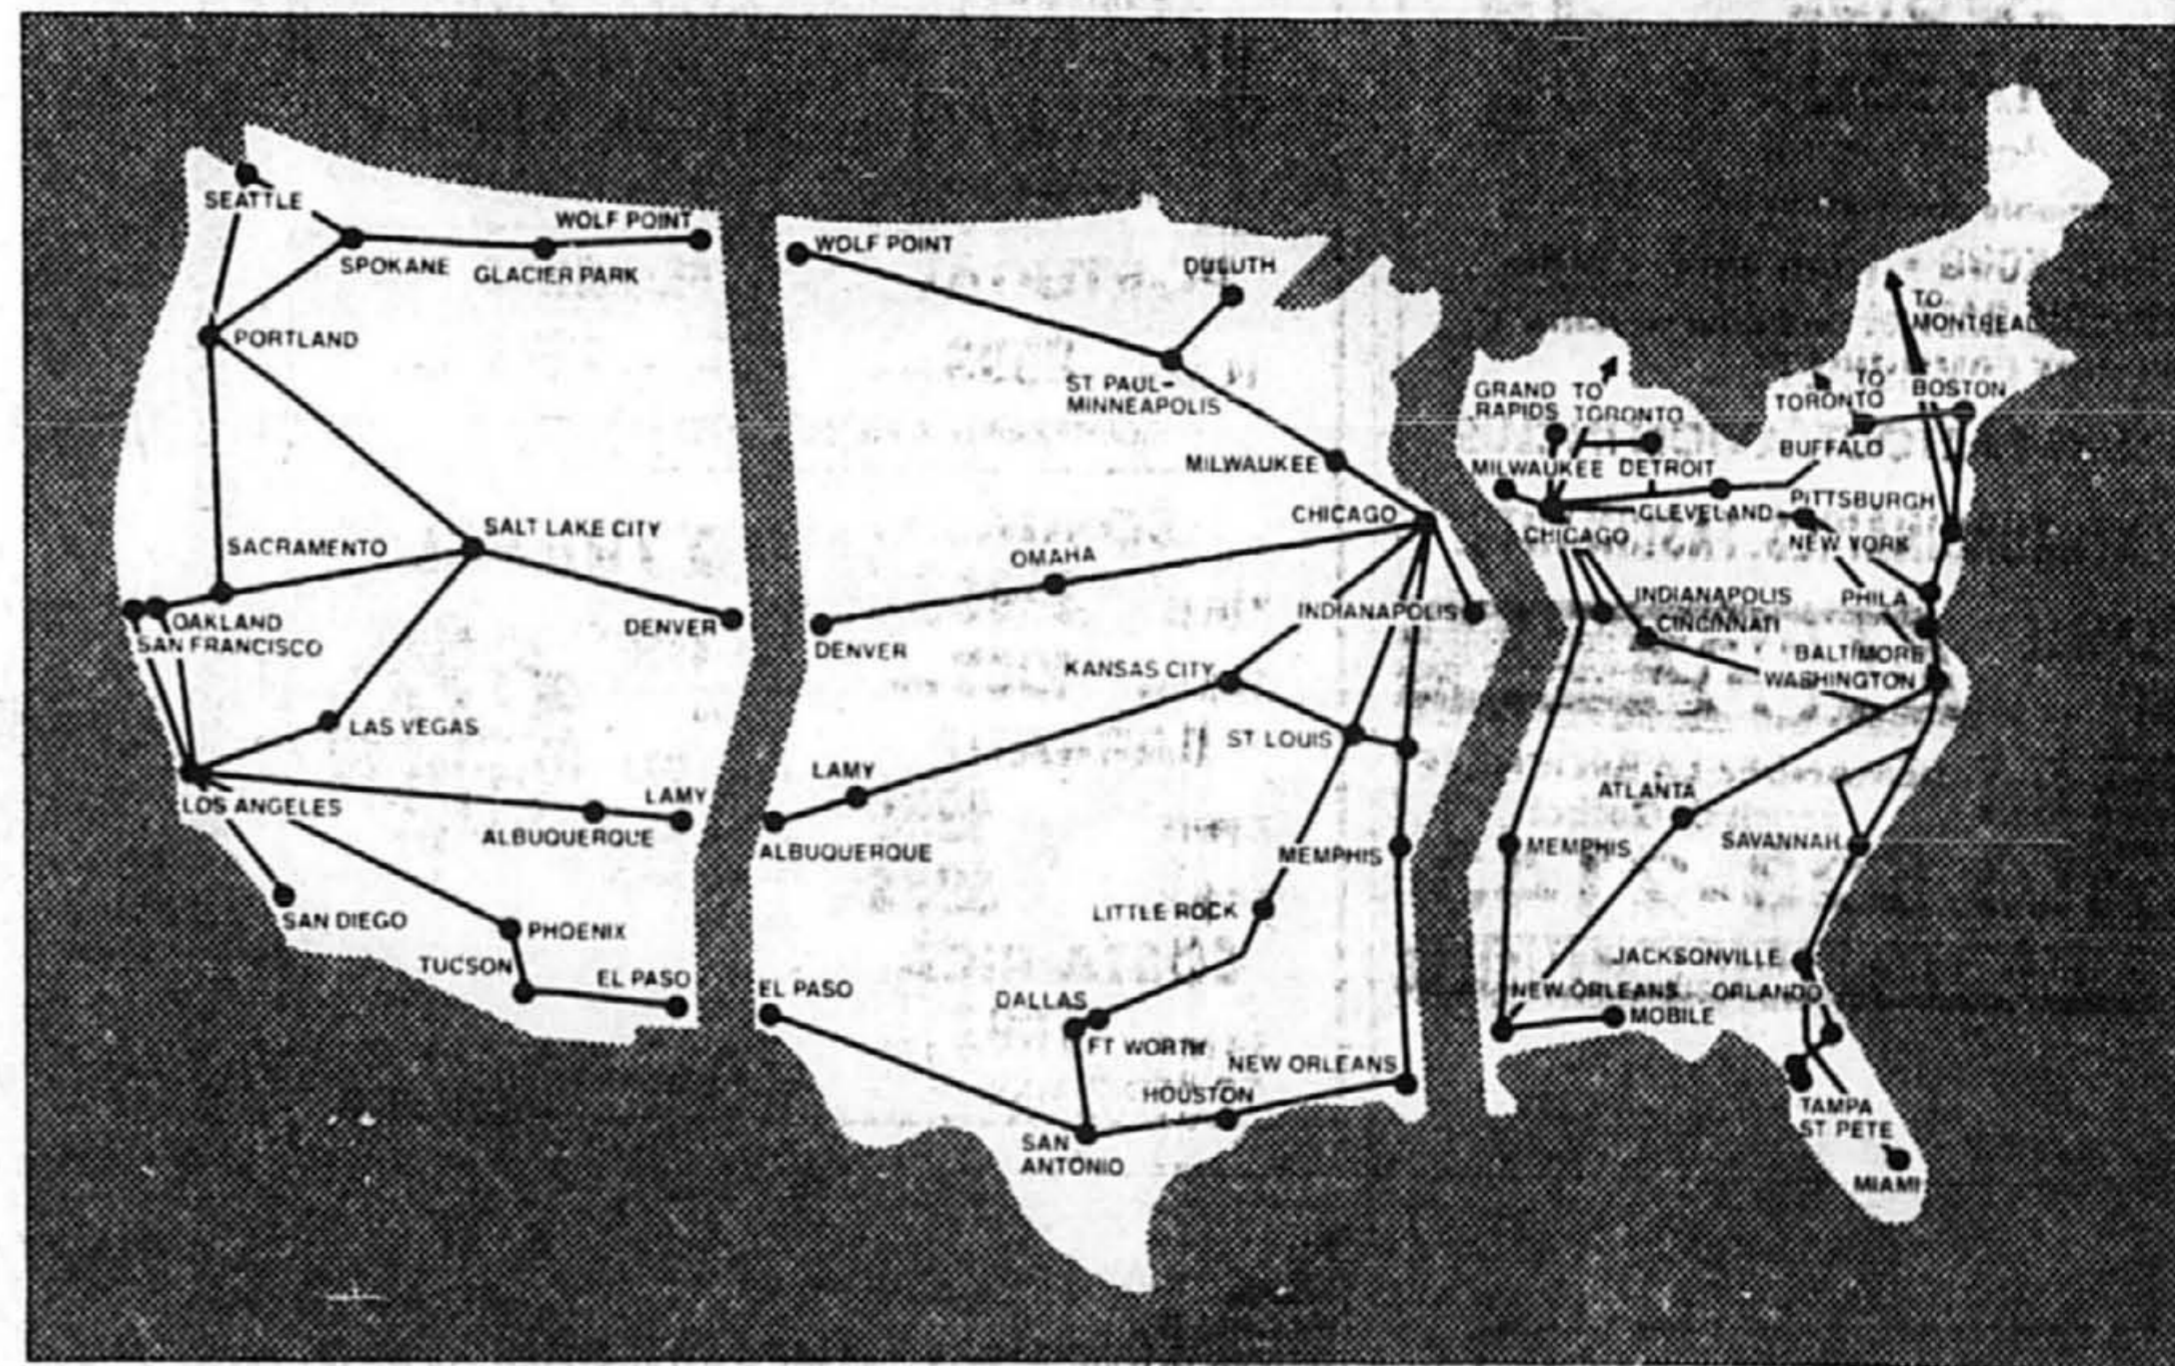 SEATTLE
WOLF POINT
SPOKANE
GLACIER PARK
PORTLAND
SALT LAKE CITY
SACRAMENTO
OAKLAND
SAN FRANCISCO
DENVER
LAS VEGAS
LOS ANGELES
LAMY
ALBUQUERQUE
SAN DIEGO
PHOENIX
TUCSON
EL PASO
WOLF POINT
DULUTH
ST PAUL-
MINNEAPOLIS
MILWAUKEE
CHICAGO
OMAHA
INDIANAPOLIS
DENVER
KANSAS CITY
ST LOUIS
LAMY
ALBUQUERQUE
MEMPHIS
LITTLE ROCK
EL PASO
DALLAS
FT WORTH
NEW ORLEANS
HOUSTON
SAN
ANTONIO
TO
MONTREAL
GRAND
RAPIDS
TO
TORONTO
TO
TORONTO
BOSTON
BUFFALO
MILWAUKEE
DETROIT
PITTSBURGH
CLEVELAND
CHICAGO
NEW YORK
INDIANAPOLIS
PHILA
CINCINNATI
BALTIMORE
WASHINGTON
ATLANTA
MEMPHIS
SAVANNAH
JACKSONVILLE
NEW ORLEANS
ORLANDO
MOBILE
TAMPA
ST PETE
MIAMI